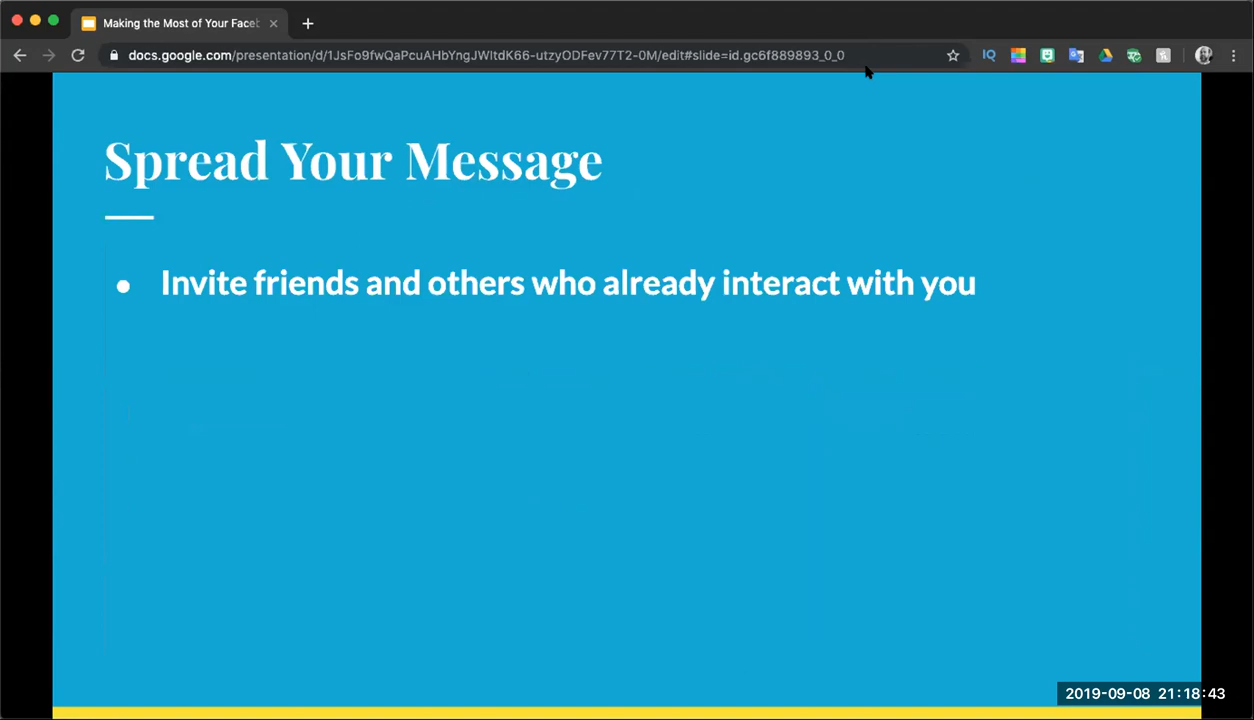 Making the Most of Your Faceb
docs.google.com/presentation/d/1JsFo9fwQaPcuAHbYngJWltdK66-utzyODFev77T2-0M/edit#slide=id.gc6f889893_0_0
Spread Your Message
● Invite friends and others who already interact with you
2019-09-08 21:18:43